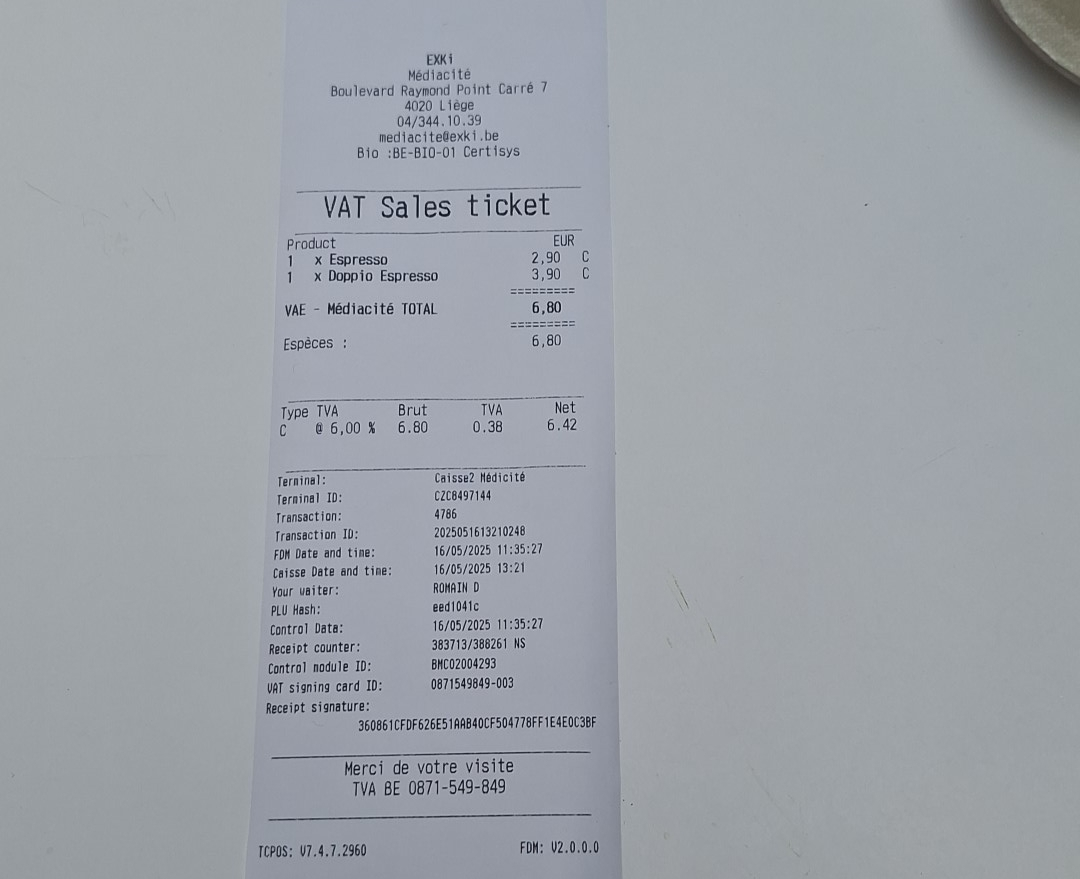 EXKi
Médiacité
Boulevard Raymond Point Carré 7
4020 Liège
04/344.10.39
mediacite@exki.be
Bio :BE-BIO-01 Certisys
VAT Sales ticket
Product EUR
1 x Espresso 2,90 C
1 x Doppio Espresso 3,90 C
=========
VAE - Médiacité TOTAL 6,80
=========
Espèces : 6,80
Type TVA Brut TVA Net
C @ 6,00 % 6.80 0.38 6.42
Terminal: Caisse2 Médicité
Terminal ID: CZC8497144
Transaction: 4786
Transaction ID: 2025051613210248
FDM Date and time: 16/05/2025 11:35:27
Caisse Date and time: 16/05/2025 13:21
Your waiter: ROMAIN D
PLU Hash: eed1041c
Control Data: 16/05/2025 11:35:27
Receipt counter: 383713/388261 NS
Control module ID: BMC02004293
VAT signing card ID: 0871549849-003
Receipt signature:
360861CFDF626E51AAB40CF504778FF1E4E0C3BF
Merci de votre visite
TVA BE 0871-549-849
TCPOS: V7.4.7.2960 FDM: V2.0.0.0